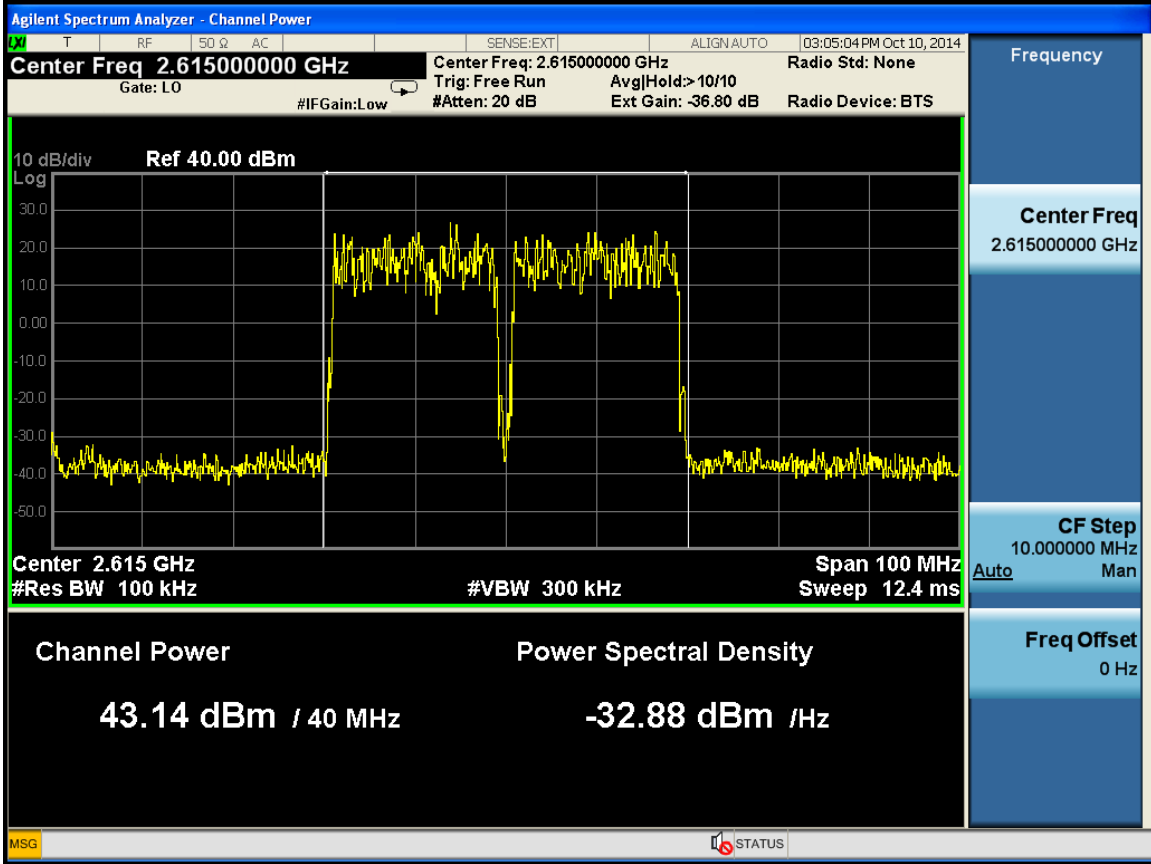 Agilent Spectrum Analyzer - Channel Power
LXI T RF 50 Ω AC SENSE:EXT ALIGN AUTO 03:05:04 PM Oct 10, 2014
Center Freq 2.615000000 GHz
Gate: LO
#IFGain:Low
Center Freq: 2.615000000 GHz
Trig: Free Run Avg|Hold:>10/10
#Atten: 20 dB Ext Gain: -36.80 dB
Radio Std: None
Radio Device: BTS
10 dB/div Ref 40.00 dBm
Log
30.0
20.0
10.0
0.00
-10.0
-20.0
-30.0
-40.0
-50.0
Center 2.615 GHz Span 100 MHz
#Res BW 100 kHz #VBW 300 kHz Sweep 12.4 ms
Channel Power Power Spectral Density
43.14 dBm / 40 MHz -32.88 dBm /Hz
Frequency
Center Freq
2.615000000 GHz
CF Step
10.000000 MHz
Auto Man
Freq Offset
0 Hz
MSG STATUS